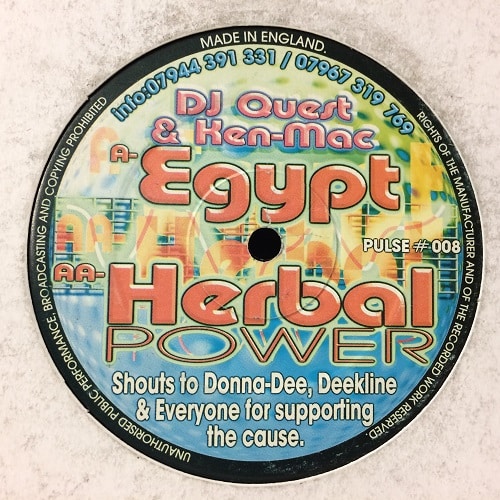 MADE IN ENGLAND.
info:07944 391 331 / 07967 319 769
DJ Quest
& Ken-Mac
A- Egypt
PULSE # 008
AA- Herbal
POWER
Shouts to Donna-Dee, Deekline
& Everyone for supporting
the cause.
UNAUTHORISED PUBLIC PERFORMANCE, BROADCASTING AND COPYING PROHIBITED
RIGHTS OF THE MANUFACTURER AND OF THE RECORDED WORK RESERVED.